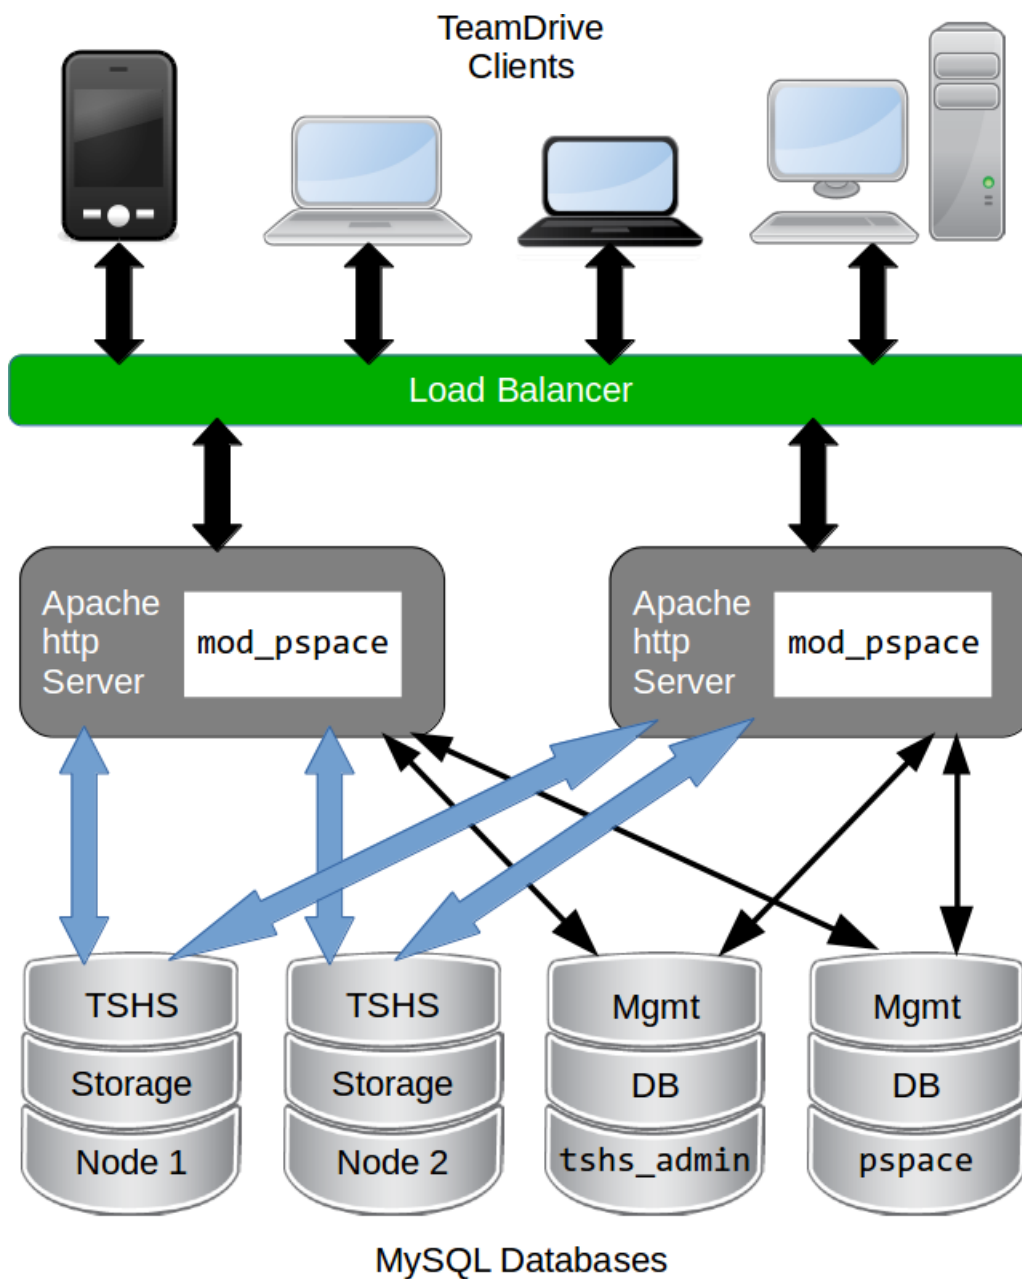 TeamDrive
Clients
Load Balancer
Apache
http
Server
mod_pspace
Apache
http
Server
mod_pspace
TSHS
Storage
Node 1
TSHS
Storage
Node 2
Mgmt
DB
tshs_admin
Mgmt
DB
pspace
MySQL Databases